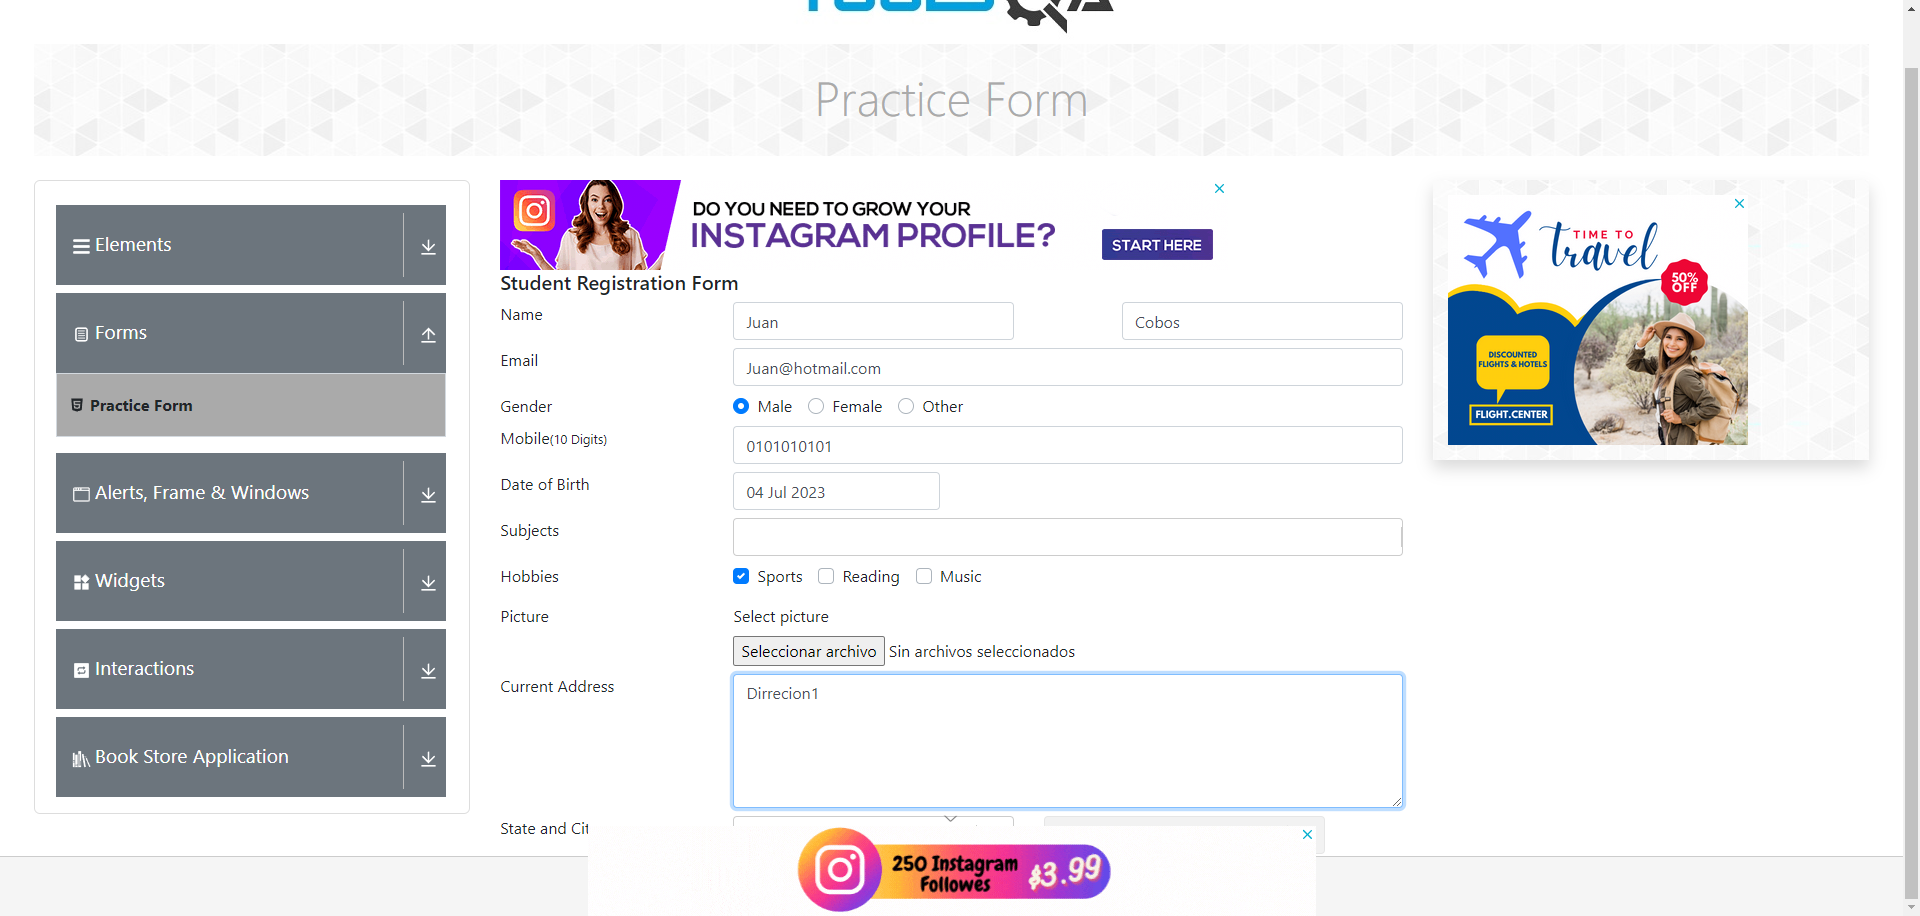 Practice Form
Elements
Forms
Practice Form
Alerts, Frame & Windows
Widgets
Interactions
Book Store Application
DO YOU NEED TO GROW YOUR
INSTAGRAM PROFILE?
START HERE
Student Registration Form
Name
Juan
Cobos
Email
Juan@hotmail.com
Gender
Male
Female
Other
Mobile(10 Digits)
0101010101
Date of Birth
04 Jul 2023
Subjects
Hobbies
Sports
Reading
Music
Picture
Select picture
Seleccionar archivo
Sin archivos seleccionados
Current Address
Dirrecion1
State and Cit
TIME TO
travel
50%
OFF
DISCOUNTED
FLIGHTS & HOTELS
FLIGHT.CENTER
250 Instagram
Followes
$3.99